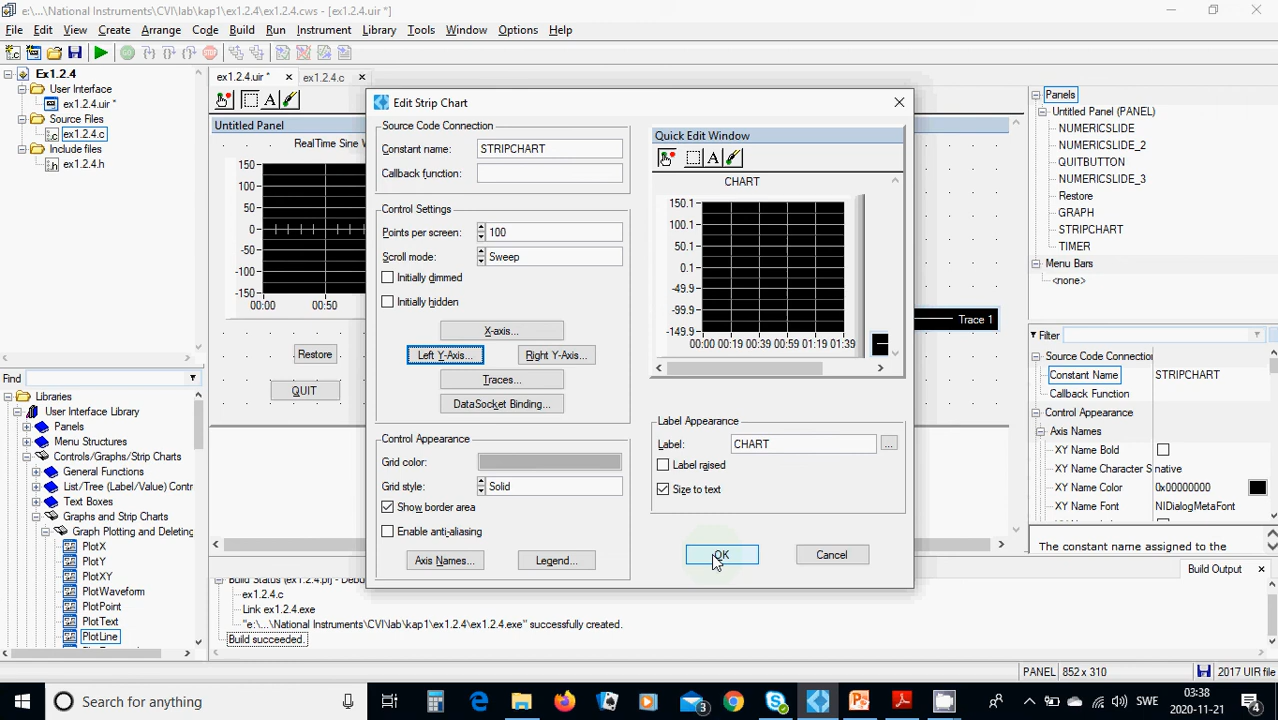 e:\...\National Instruments\CVI\lab\kap1\ex1.2.4\ex1.2.4.cws - [ex1.2.4.uir *]
File Edit View Create Arrange Code Build Run Instrument Library Tools Window Options Help
Ex1.2.4
User Interface
ex1.2.4.uir *
Source Files
ex1.2.4.c
Include files
ex1.2.4.h
ex1.2.4.uir * ex1.2.4.c
Untitled Panel
RealTime Sine
150
100
50
0
-50
-100
-150
00:00 00:50
Restore
QUIT
Edit Strip Chart
Source Code Connection
Constant name: STRIPCHART
Callback function:
Control Settings
Points per screen: 100
Scroll mode: Sweep
Initially dimmed
Initially hidden
X-axis...
Left Y-Axis... Right Y-Axis...
Traces...
DataSocket Binding...
Control Appearance
Grid color:
Grid style: Solid
Show border area
Enable anti-aliasing
Axis Names... Legend...
Quick Edit Window
CHART
150.1
100.1
50.1
0.1
-49.9
-99.9
-149.9
00:00 00:19 00:39 00:59 01:19 01:39
Label Appearance
Label: CHART ...
Label raised
Size to text
OK Cancel
Trace 1
Panels
Untitled Panel (PANEL)
NUMERICSLIDE
NUMERICSLIDE_2
QUITBUTTON
NUMERICSLIDE_3
Restore
GRAPH
STRIPCHART
TIMER
Menu Bars
<none>
Filter
Source Code Connectio
Constant Name STRIPCHART
Callback Function
Control Appearance
Axis Names
XY Name Bold
XY Name Character S native
XY Name Color 0x00000000
XY Name Font NIDialogMetaFont
The constant name assigned to the
Find
Libraries
User Interface Library
Panels
Menu Structures
Controls/Graphs/Strip Charts
General Functions
List/Tree (Label/Value) Contr
Text Boxes
Graphs and Strip Charts
Graph Plotting and Deleting
PlotX
PlotY
PlotXY
PlotWaveform
PlotPoint
PlotText
PlotLine
Build Output
Build Status (ex1.2.4.prj - Debu
ex1.2.4.c
Link ex1.2.4.exe
"e:\...\National Instruments\CVI\lab\kap1\ex1.2.4\ex1.2.4.exe" successfully created.
Build succeeded.
PANEL 852 x 310 2017 UIR file
Search for anything
3
SWE
03:38
2020-11-21
4